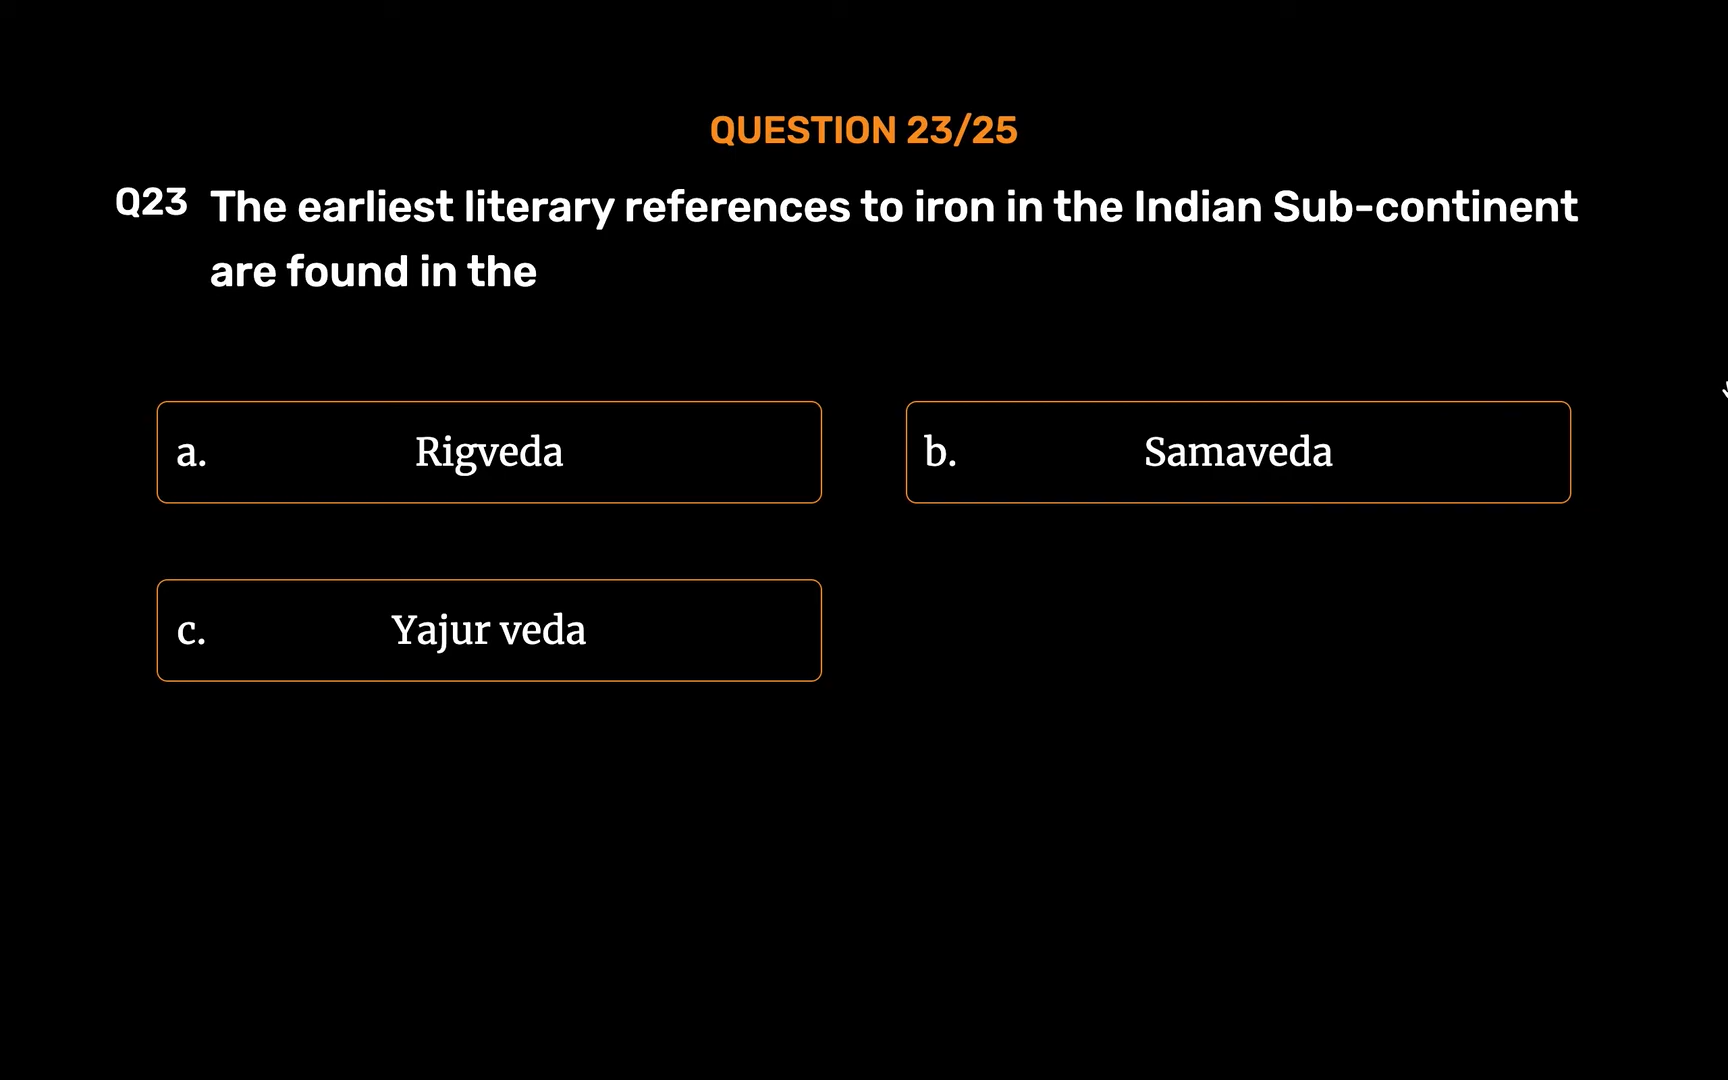 QUESTION 23/25
Q23 The earliest literary references to iron in the Indian Sub-continent
are found in the
a. Rigveda
b. Samaveda
c. Yajur veda